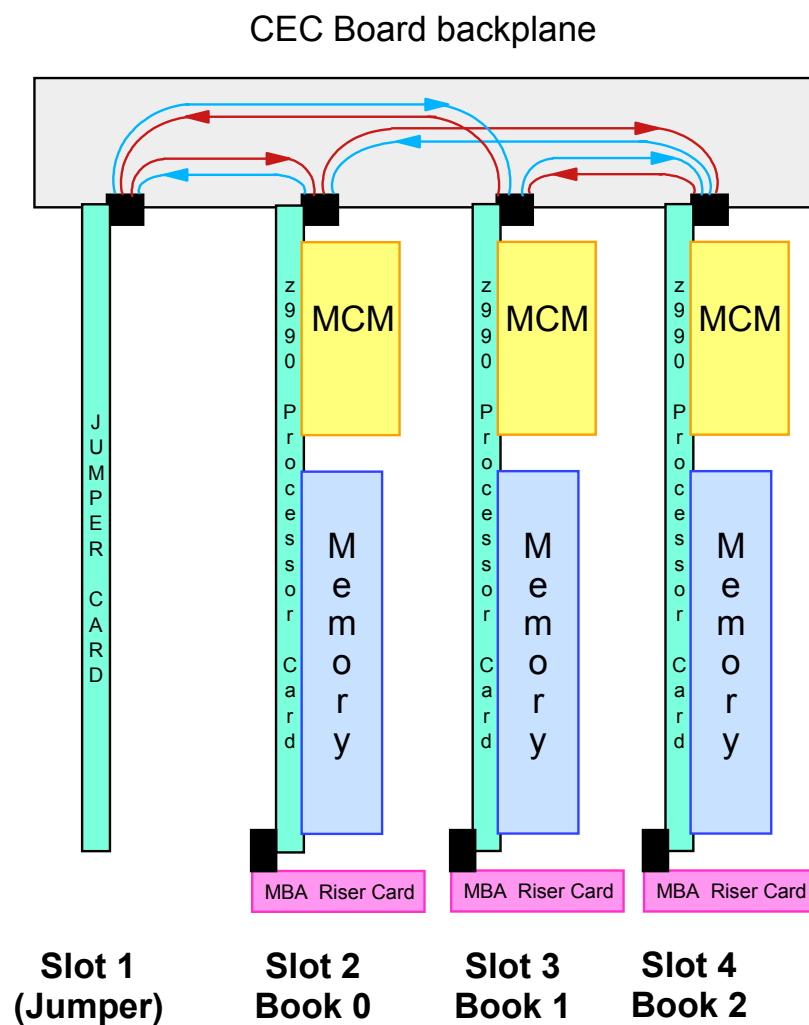 CEC Board backplane
JUMPER CARD
z990 Processor Card
MCM
Memory
z990 Processor Card
MCM
Memory
z990 Processor Card
MCM
Memory
MBA Riser Card
MBA Riser Card
MBA Riser Card
Slot 1
(Jumper)
Slot 2
Book 0
Slot 3
Book 1
Slot 4
Book 2